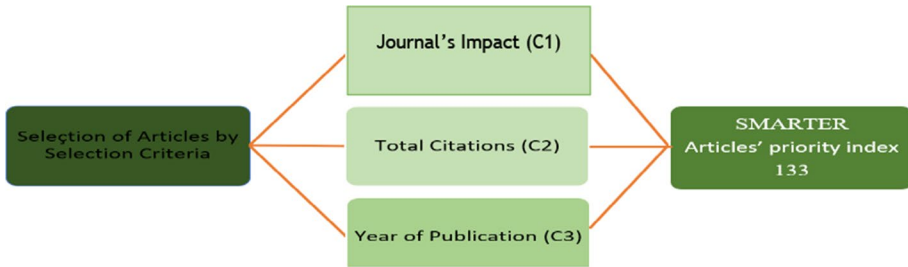 Selection of Articles by
Selection Criteria
Journal’s Impact (C1)
Total Citations (C2)
Year of Publication (C3)
SMARTER
Articles’ priority index
133